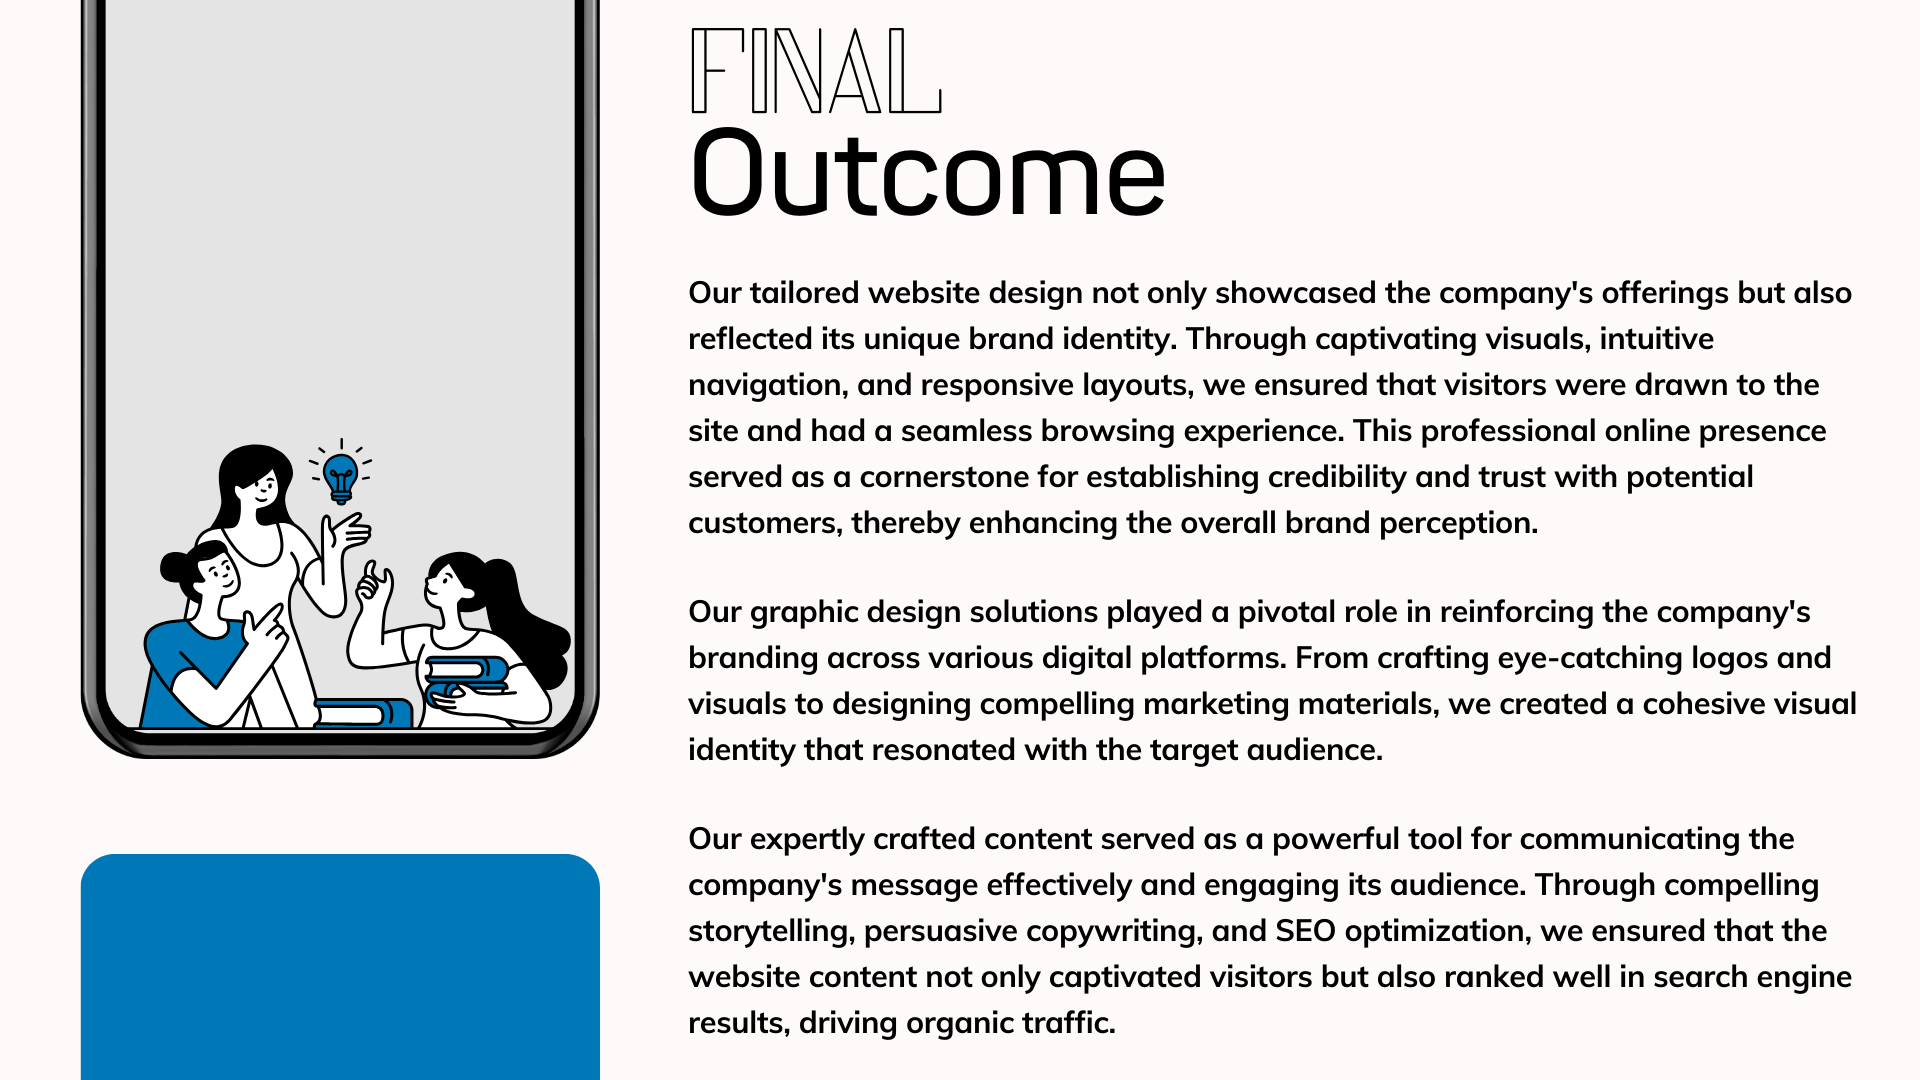 FINAL
Outcome
Our tailored website design not only showcased the company's offerings but also
reflected its unique brand identity. Through captivating visuals, intuitive
navigation, and responsive layouts, we ensured that visitors were drawn to the
site and had a seamless browsing experience. This professional online presence
served as a cornerstone for establishing credibility and trust with potential
customers, thereby enhancing the overall brand perception.
Our graphic design solutions played a pivotal role in reinforcing the company's
branding across various digital platforms. From crafting eye-catching logos and
visuals to designing compelling marketing materials, we created a cohesive visual
identity that resonated with the target audience.
Our expertly crafted content served as a powerful tool for communicating the
company's message effectively and engaging its audience. Through compelling
storytelling, persuasive copywriting, and SEO optimization, we ensured that the
website content not only captivated visitors but also ranked well in search engine
results, driving organic traffic.